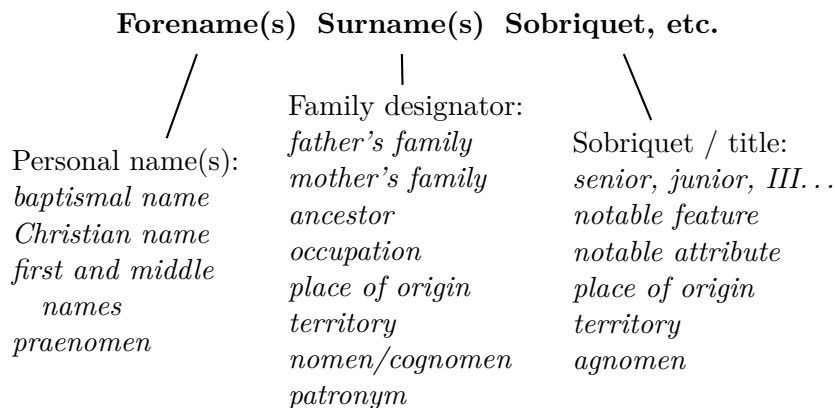 Forename(s) Surname(s) Sobriquet, etc.
Personal name(s):
baptismal name
Christian name
first and middle
names
praenomen
Family designator:
father's family
mother's family
ancestor
occupation
place of origin
territory
nomen/cognomen
patronym
Sobriquet / title:
senior, junior, III...
notable feature
notable attribute
place of origin
territory
agnomen